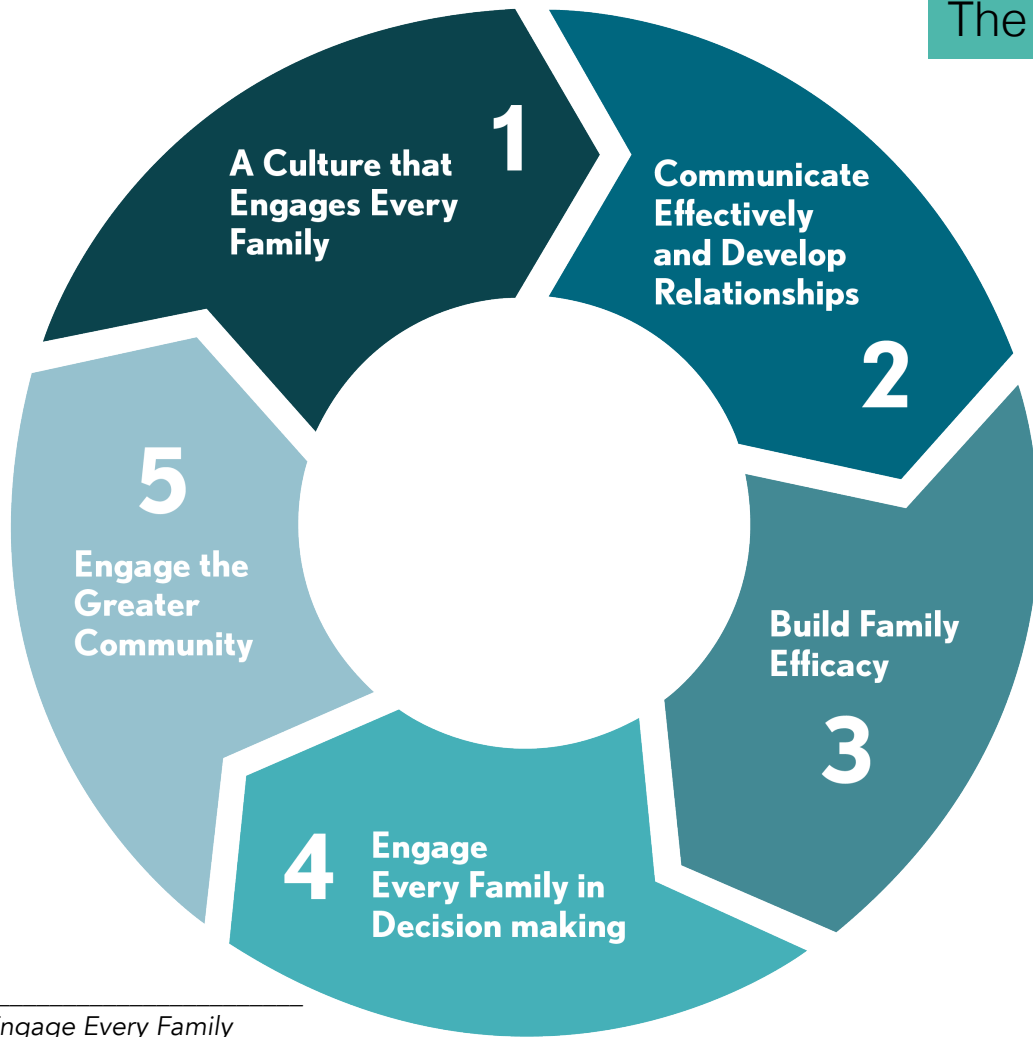 The
1
A Culture that
Engages Every
Family
Communicate
Effectively
and Develop
Relationships
2
Build Family
Efficacy
3
4
Engage
Every Family in
Decision making
5
Engage the
Greater
Community
Engage Every Family